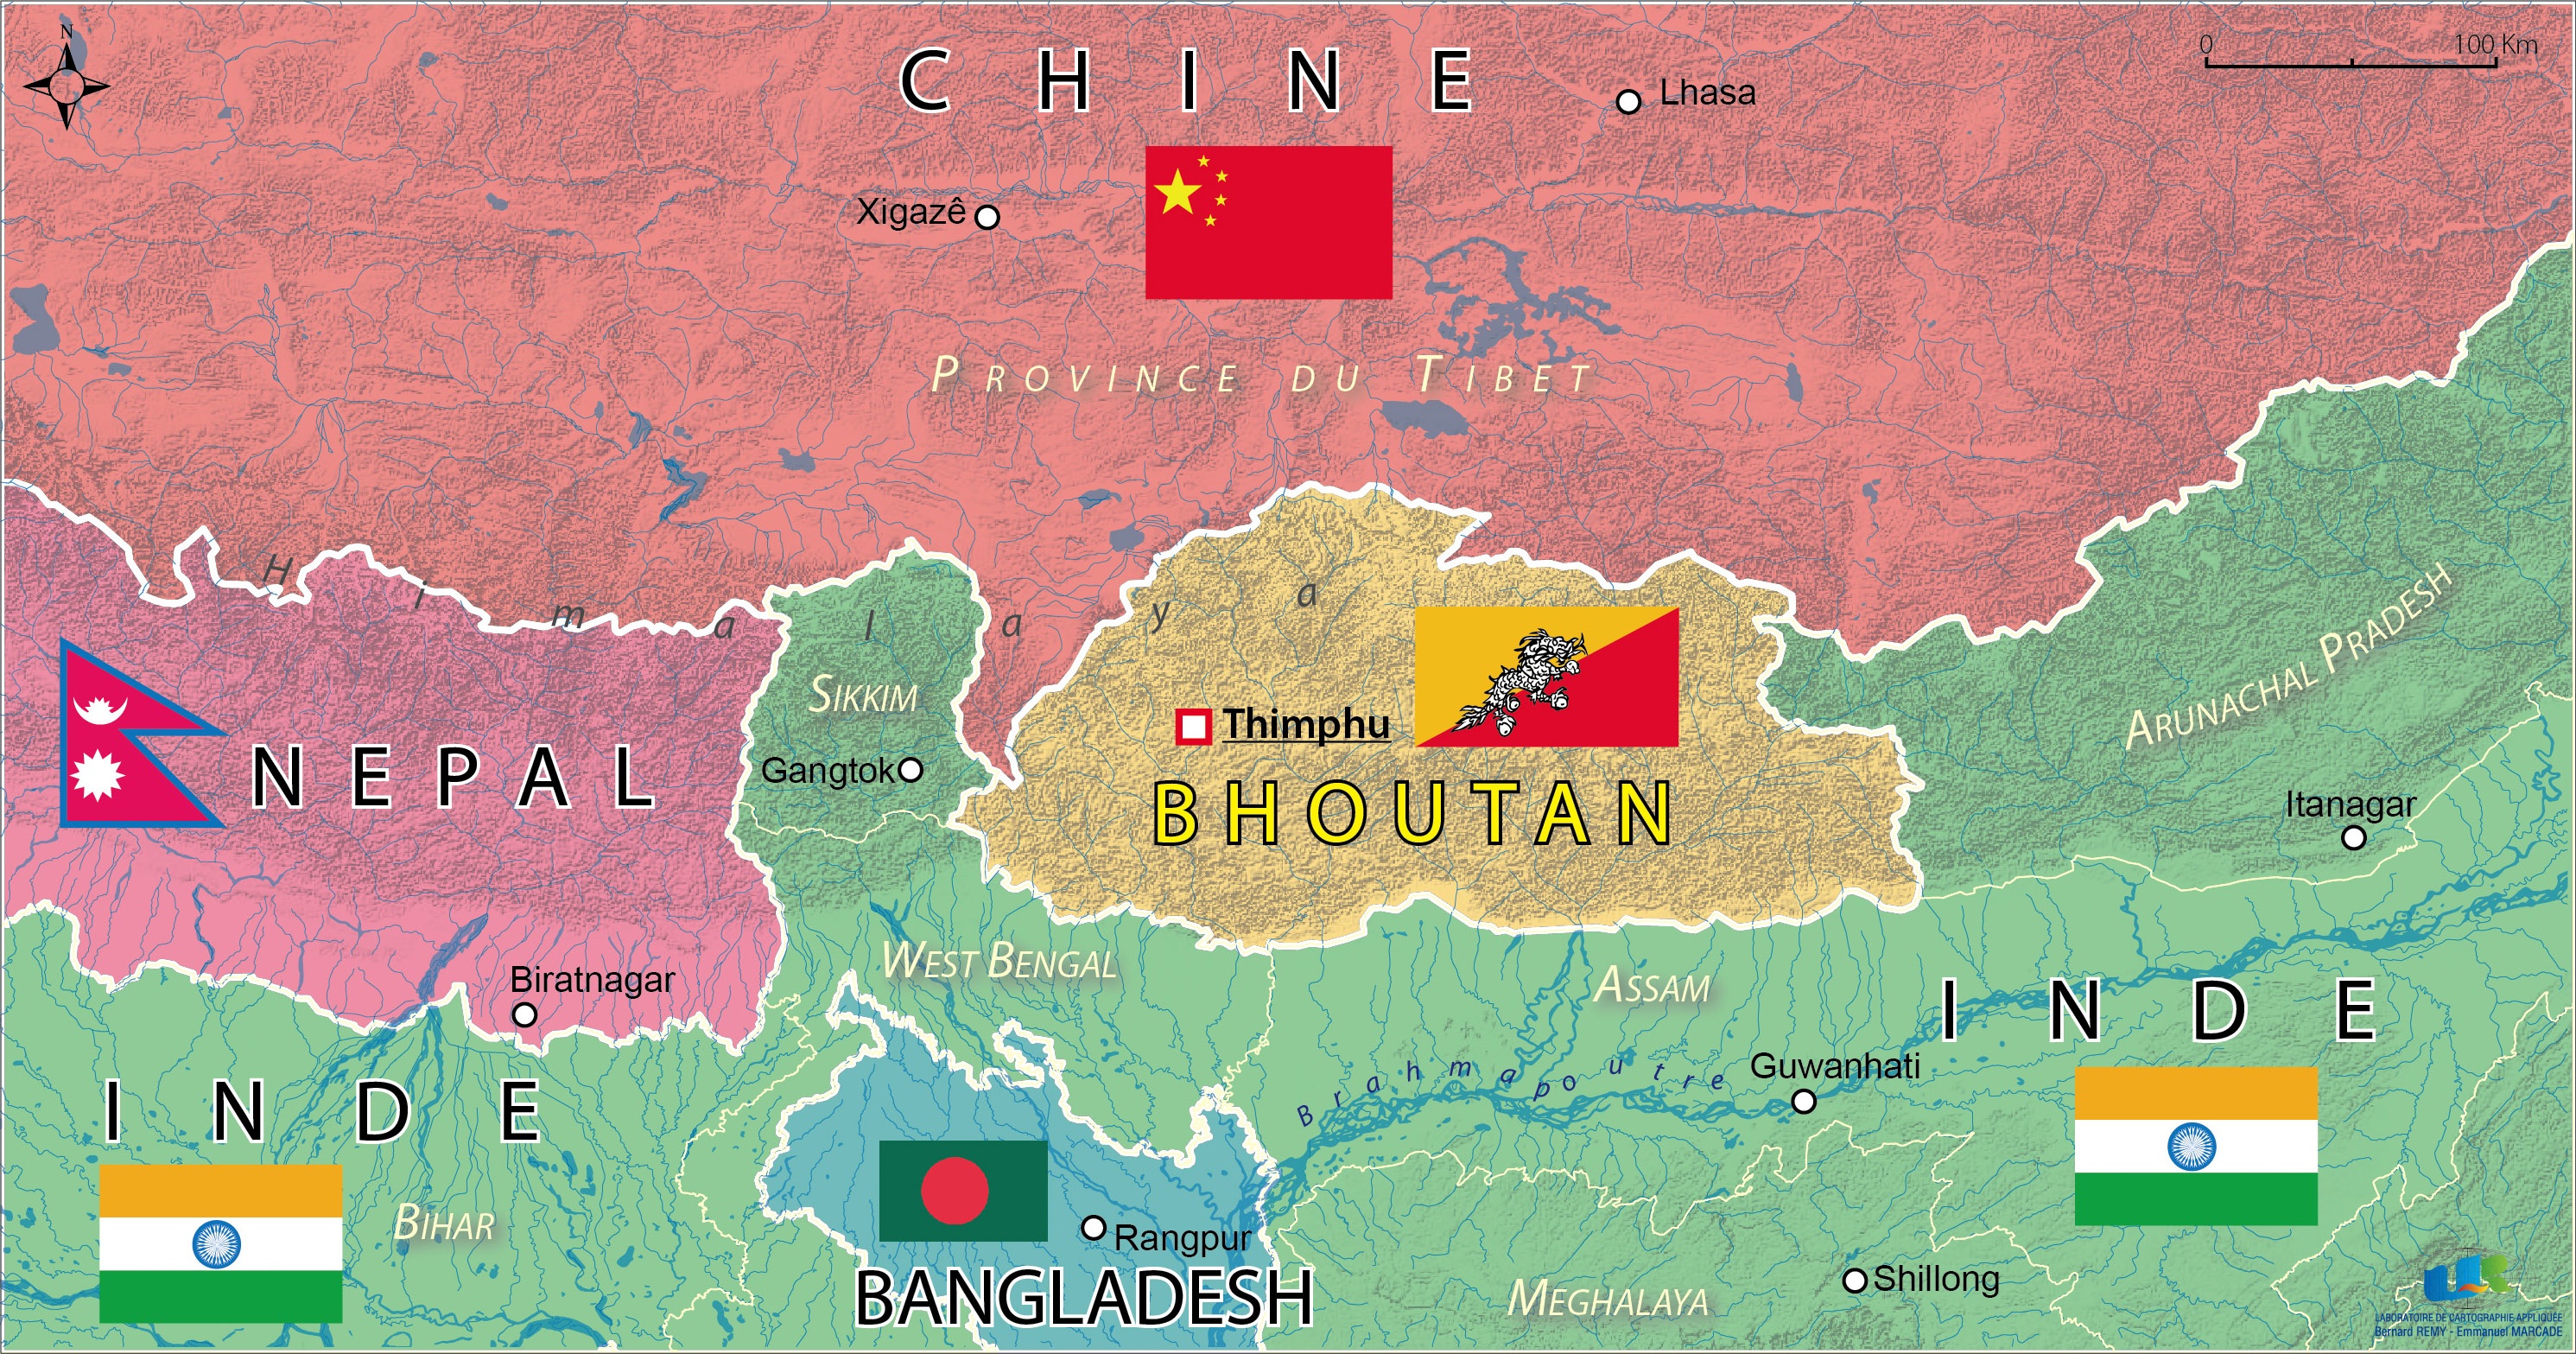 N
0 100 Km
CHINE
Lhasa
Xigazê
PROVINCE DU TIBET
Himalaya
SIKKIM
Gangtok
NEPAL
Thimphu
BHOUTAN
ARUNACHAL PRADESH
Itanagar
Biratnagar
WEST BENGAL
ASSAM
INDE
Brahmapoutre
Guwanhati
INDE
BIHAR
Rangpur
BANGLADESH
MEGHALAYA
Shillong
LABORATOIRE DE CARTOGRAPHIE APPLIQUÉE
Bernard REMY - Emmanuel MARCADE